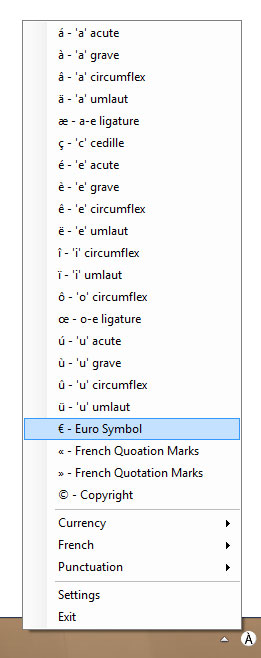 á - 'a' acute
à - 'a' grave
â - 'a' circumflex
ä - 'a' umlaut
æ - a-e ligature
ç - 'c' cedille
é - 'e' acute
è - 'e' grave
ê - 'e' circumflex
ë - 'e' umlaut
î - 'i' circumflex
ï - 'i' umlaut
ô - 'o' circumflex
œ - o-e ligature
ú - 'u' acute
ù - 'u' grave
û - 'u' circumflex
ü - 'u' umlaut
€ - Euro Symbol
« - French Quoation Marks
» - French Quotation Marks
© - Copyright
Currency
French
Punctuation
Settings
Exit
À